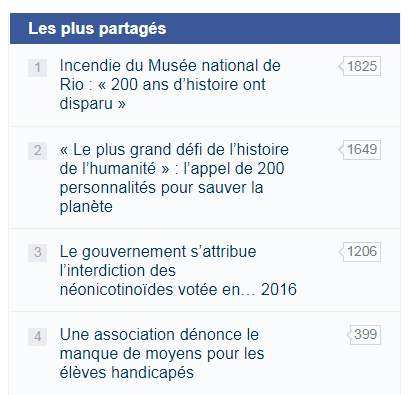 Les plus partagés
1
Incendie du Musée national de
Rio : « 200 ans d’histoire ont
disparu »
1825
2
« Le plus grand défi de l’histoire
de l’humanité » : l’appel de 200
personnalités pour sauver la
planète
1649
3
Le gouvernement s’attribue
l’interdiction des
néonicotinoïdes votée en… 2016
1206
4
Une association dénonce le
manque de moyens pour les
élèves handicapés
399